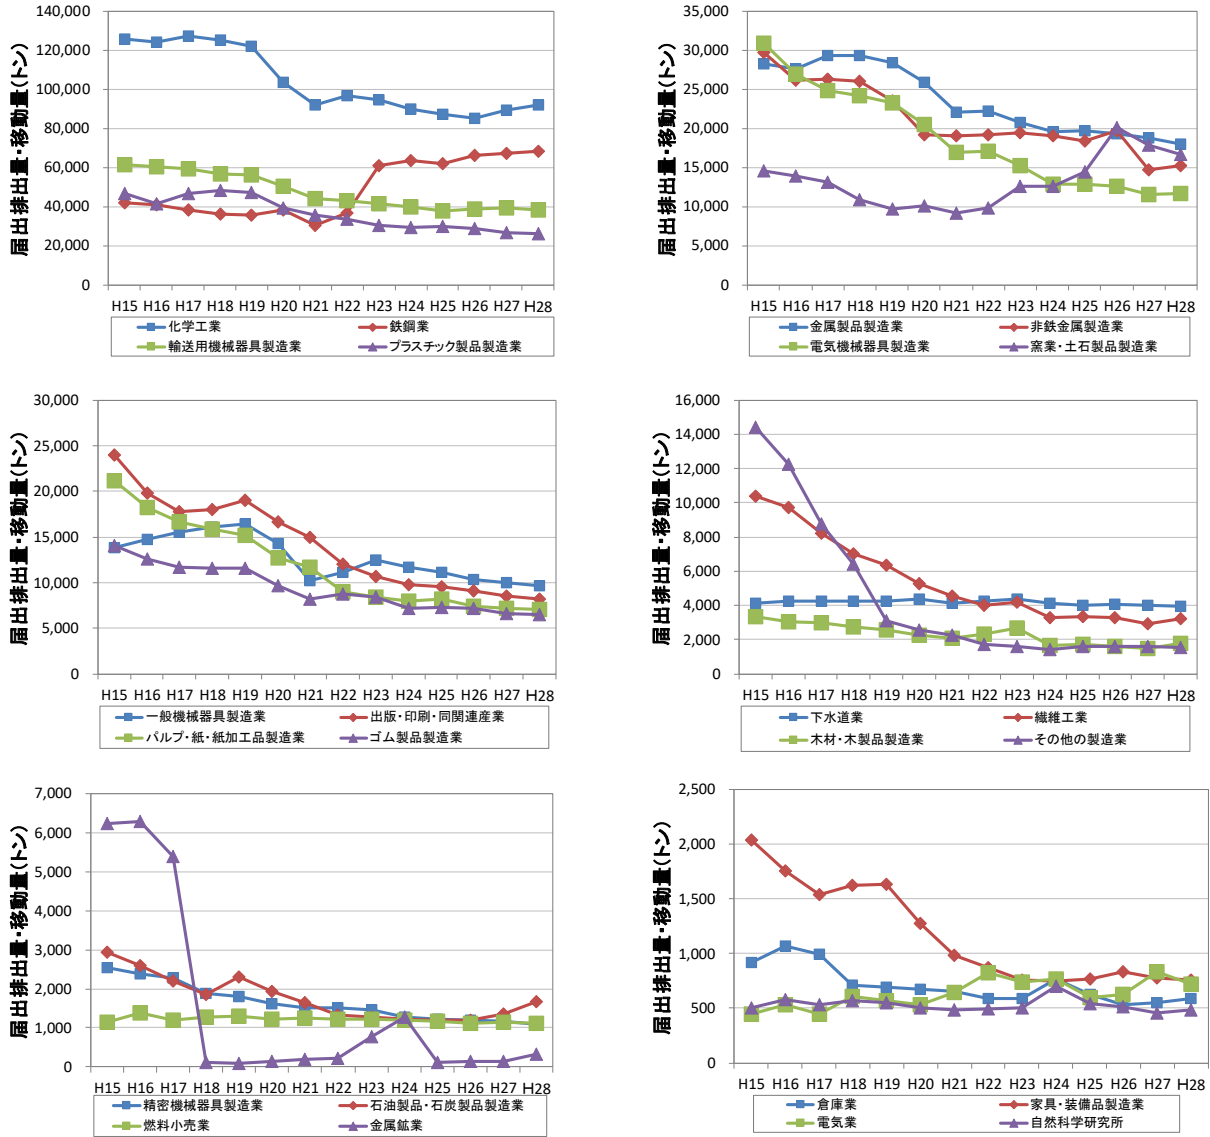 届出排出量・移動量(トン)
140,000
120,000
100,000
80,000
60,000
40,000
20,000
0
H15 H16 H17 H18 H19 H20 H21 H22 H23 H24 H25 H26 H27 H28
化学工業 鉄鋼業
輸送用機械器具製造業 プラスチック製品製造業
届出排出量・移動量(トン)
35,000
30,000
25,000
20,000
15,000
10,000
5,000
0
H15 H16 H17 H18 H19 H20 H21 H22 H23 H24 H25 H26 H27 H28
金属製品製造業 非鉄金属製造業
電気機械器具製造業 窯業・土石製品製造業
届出排出量・移動量(トン)
30,000
25,000
20,000
15,000
10,000
5,000
0
H15 H16 H17 H18 H19 H20 H21 H22 H23 H24 H25 H26 H27 H28
一般機械器具製造業 出版・印刷・同関連産業
パルプ・紙・紙加工品製造業 ゴム製品製造業
届出排出量・移動量(トン)
16,000
14,000
12,000
10,000
8,000
6,000
4,000
2,000
0
H15 H16 H17 H18 H19 H20 H21 H22 H23 H24 H25 H26 H27 H28
下水道業 繊維工業
木材・木製品製造業 その他の製造業
届出排出量・移動量(トン)
7,000
6,000
5,000
4,000
3,000
2,000
1,000
0
H15 H16 H17 H18 H19 H20 H21 H22 H23 H24 H25 H26 H27 H28
精密機械器具製造業 石油製品・石炭製品製造業
燃料小売業 金属鉱業
届出排出量・移動量(トン)
2,500
2,000
1,500
1,000
500
0
H15 H16 H17 H18 H19 H20 H21 H22 H23 H24 H25 H26 H27 H28
倉庫業 家具・装備品製造業
電気業 自然科学研究所